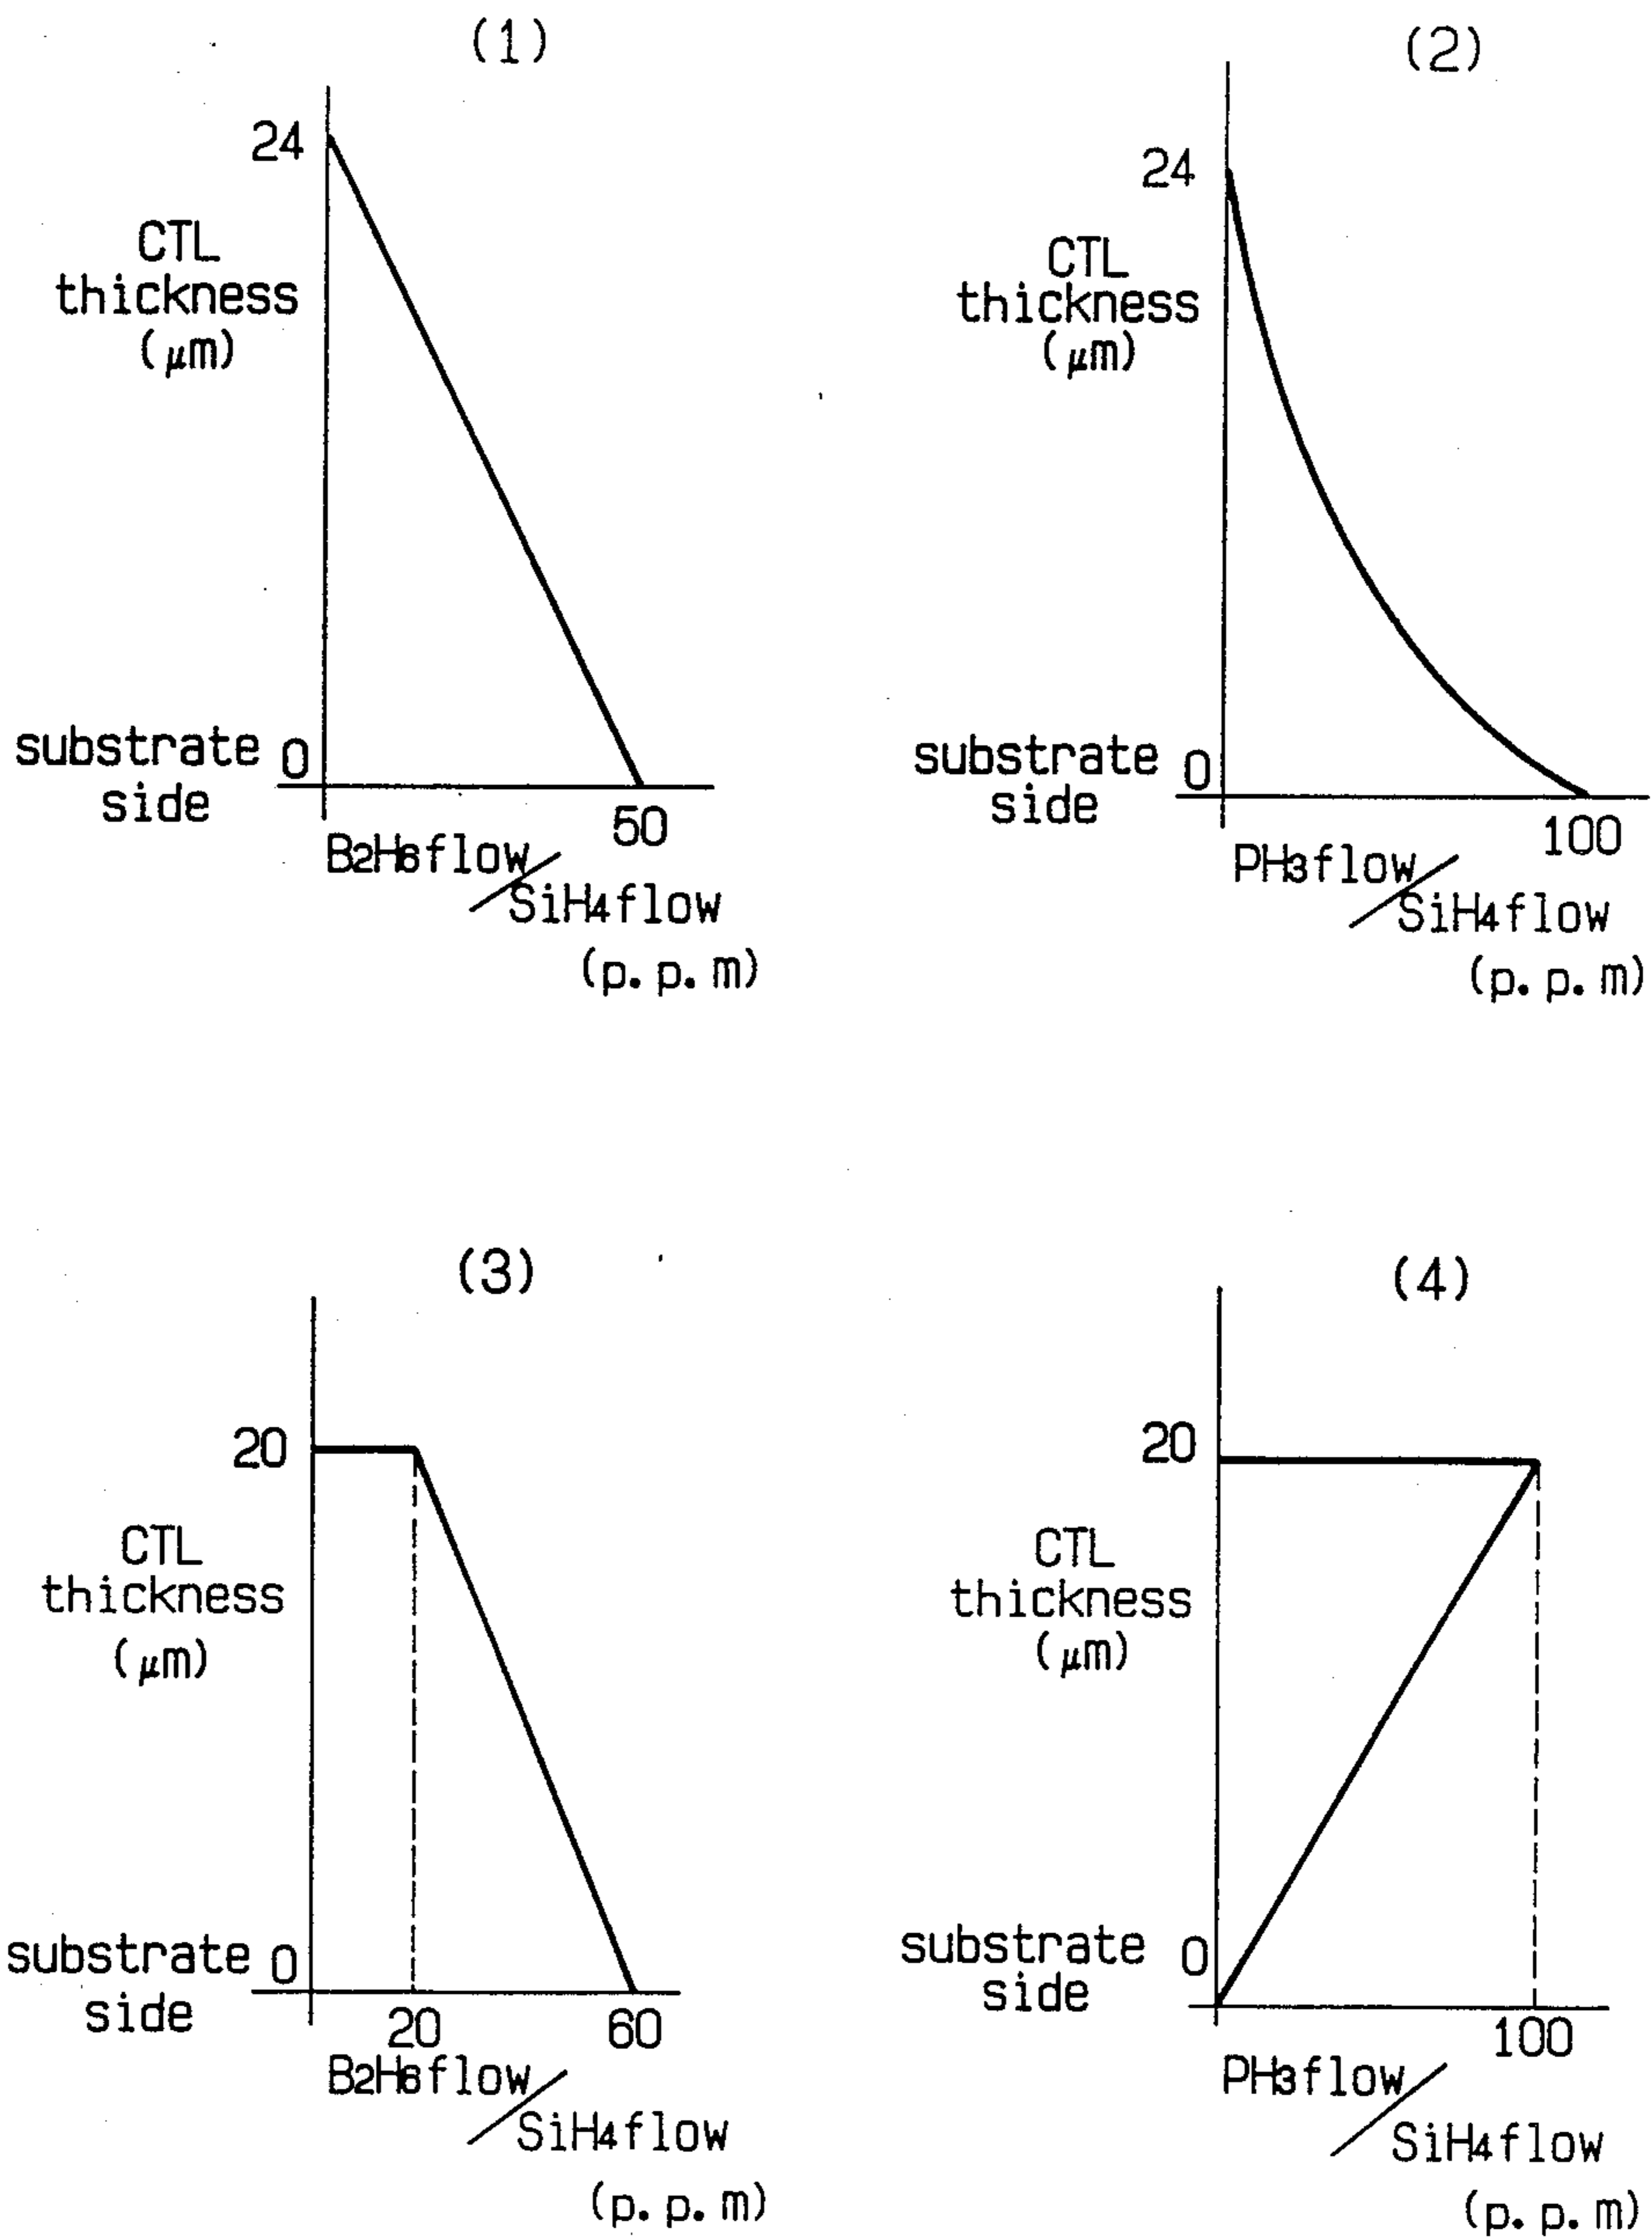 (1)
24
CTL
thickness
(μm)
substrate 0
side
50
B2H6flow
SiH4flow
(p.p.m)
(2)
24
CTL
thickness
(μm)
substrate 0
side
100
PH3flow
SiH4flow
(p.p.m)
(3)
20
CTL
thickness
(μm)
substrate 0
side
20 60
B2H6flow
SiH4flow
(p.p.m)
(4)
20
CTL
thickness
(μm)
substrate 0
side
100
PH3flow
SiH4flow
(p.p.m)